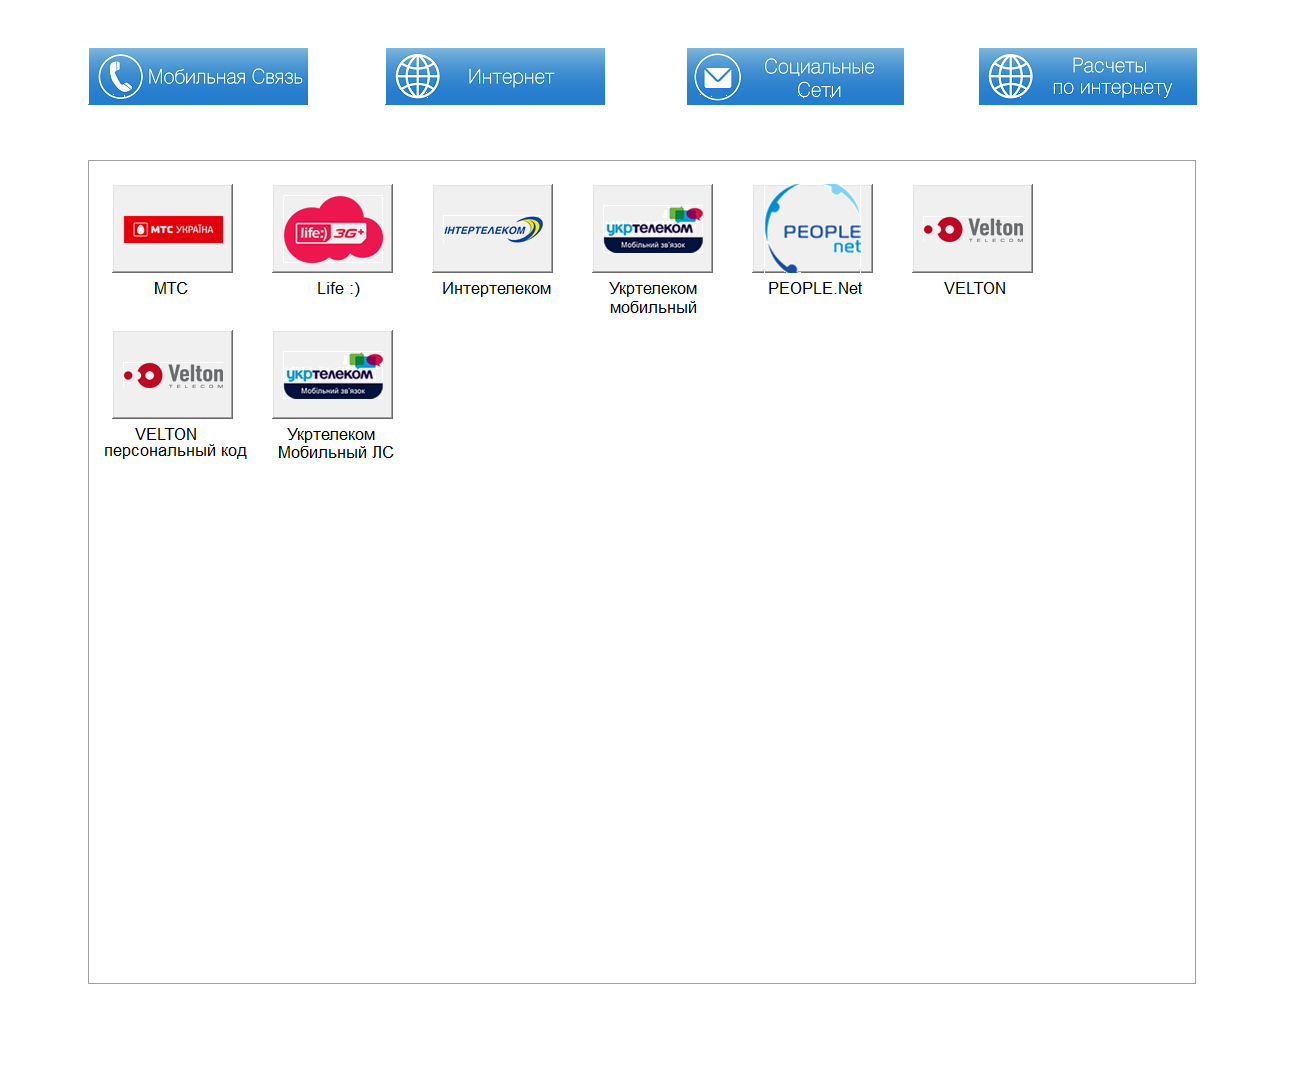 Мобильная Связь
Интернет
Социальные
Сети
Расчеты
по интернету
МТС УКРАЇНА
life:) 3G+
ІНТЕРТЕЛЕКОМ
укртелеком
Мобільний зв'язок
PEOPLE
net
Velton
TELECOM
МТС
Life :)
Интертелеком
Укртелеком
мобильный
PEOPLE.Net
VELTON
Velton
TELECOM
укртелеком
Мобільний зв'язок
VELTON
персональный код
Укртелеком
Мобильный ЛС